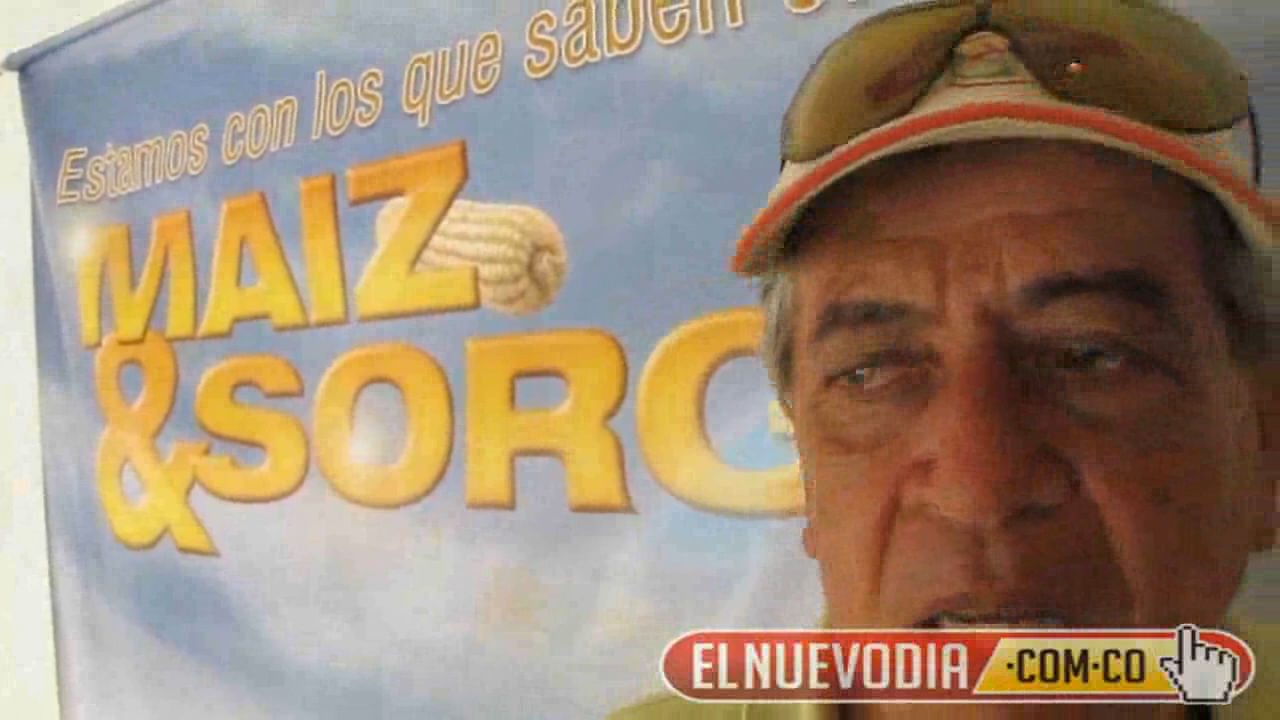 Estamos con los que saben
MAIZ
&SORG
ELNUEVODIA
·COM·CO